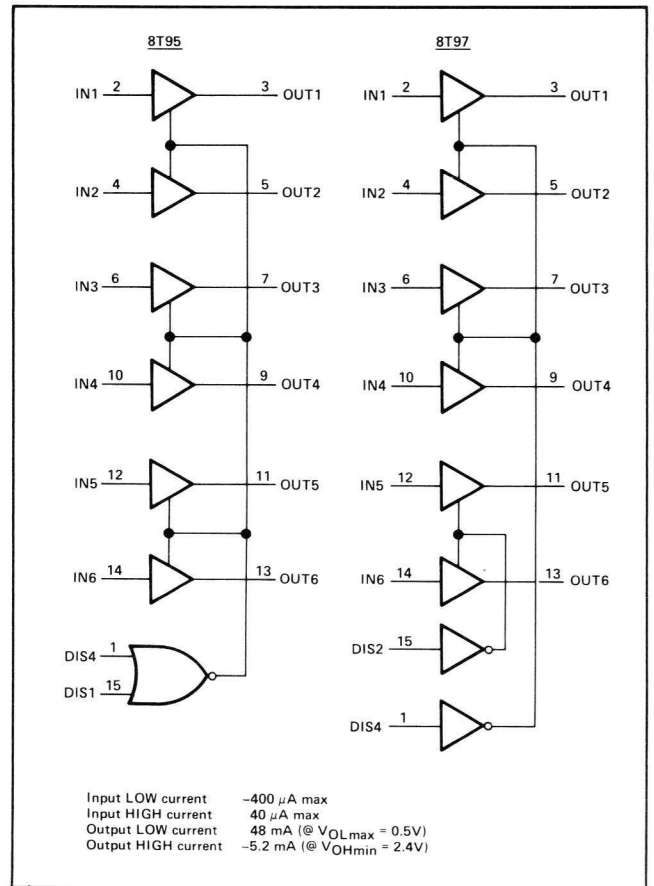 8T95 8T97
IN1 2 3 OUT1 IN1 2 3 OUT1
IN2 4 5 OUT2 IN2 4 5 OUT2
IN3 6 7 OUT3 IN3 6 7 OUT3
IN4 10 9 OUT4 IN4 10 9 OUT4
IN5 12 11 OUT5 IN5 12 11 OUT5
IN6 14 13 OUT6 IN6 14 13 OUT6
DIS4 1 DIS2 15
DIS1 15 DIS4 1
Input LOW current -400 μA max
Input HIGH current 40 μA max
Output LOW current 48 mA (@ VOLmax = 0.5V)
Output HIGH current -5.2 mA (@ VOHmin = 2.4V)